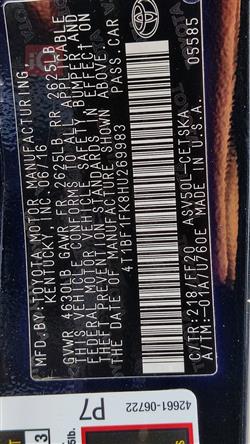 MFD.BY:TOYOTA MOTOR MANUFACTURING,
KENTUCKY, INC. 06/16
GVWR 4630LB GAWR FR.2625LB RR 2625LB
THIS VEHICLE CONFORMS TO ALL APPLICABLE
FEDERAL MOTOR VEHICLE SAFETY, BUMPER, AND
THEFT PREVENTION STANDARDS IN EFFECT ON
THE DATE OF MANUFACTURE SHOWN ABOVE.
4T1BF1FK8HU269983 PASS.CAR
C/TR:218/FF20 ASV50L-CETSKA
A/TM:-01A/U760E MADE IN U.S.A.
05585
TOYOTA
42661-06722
P7